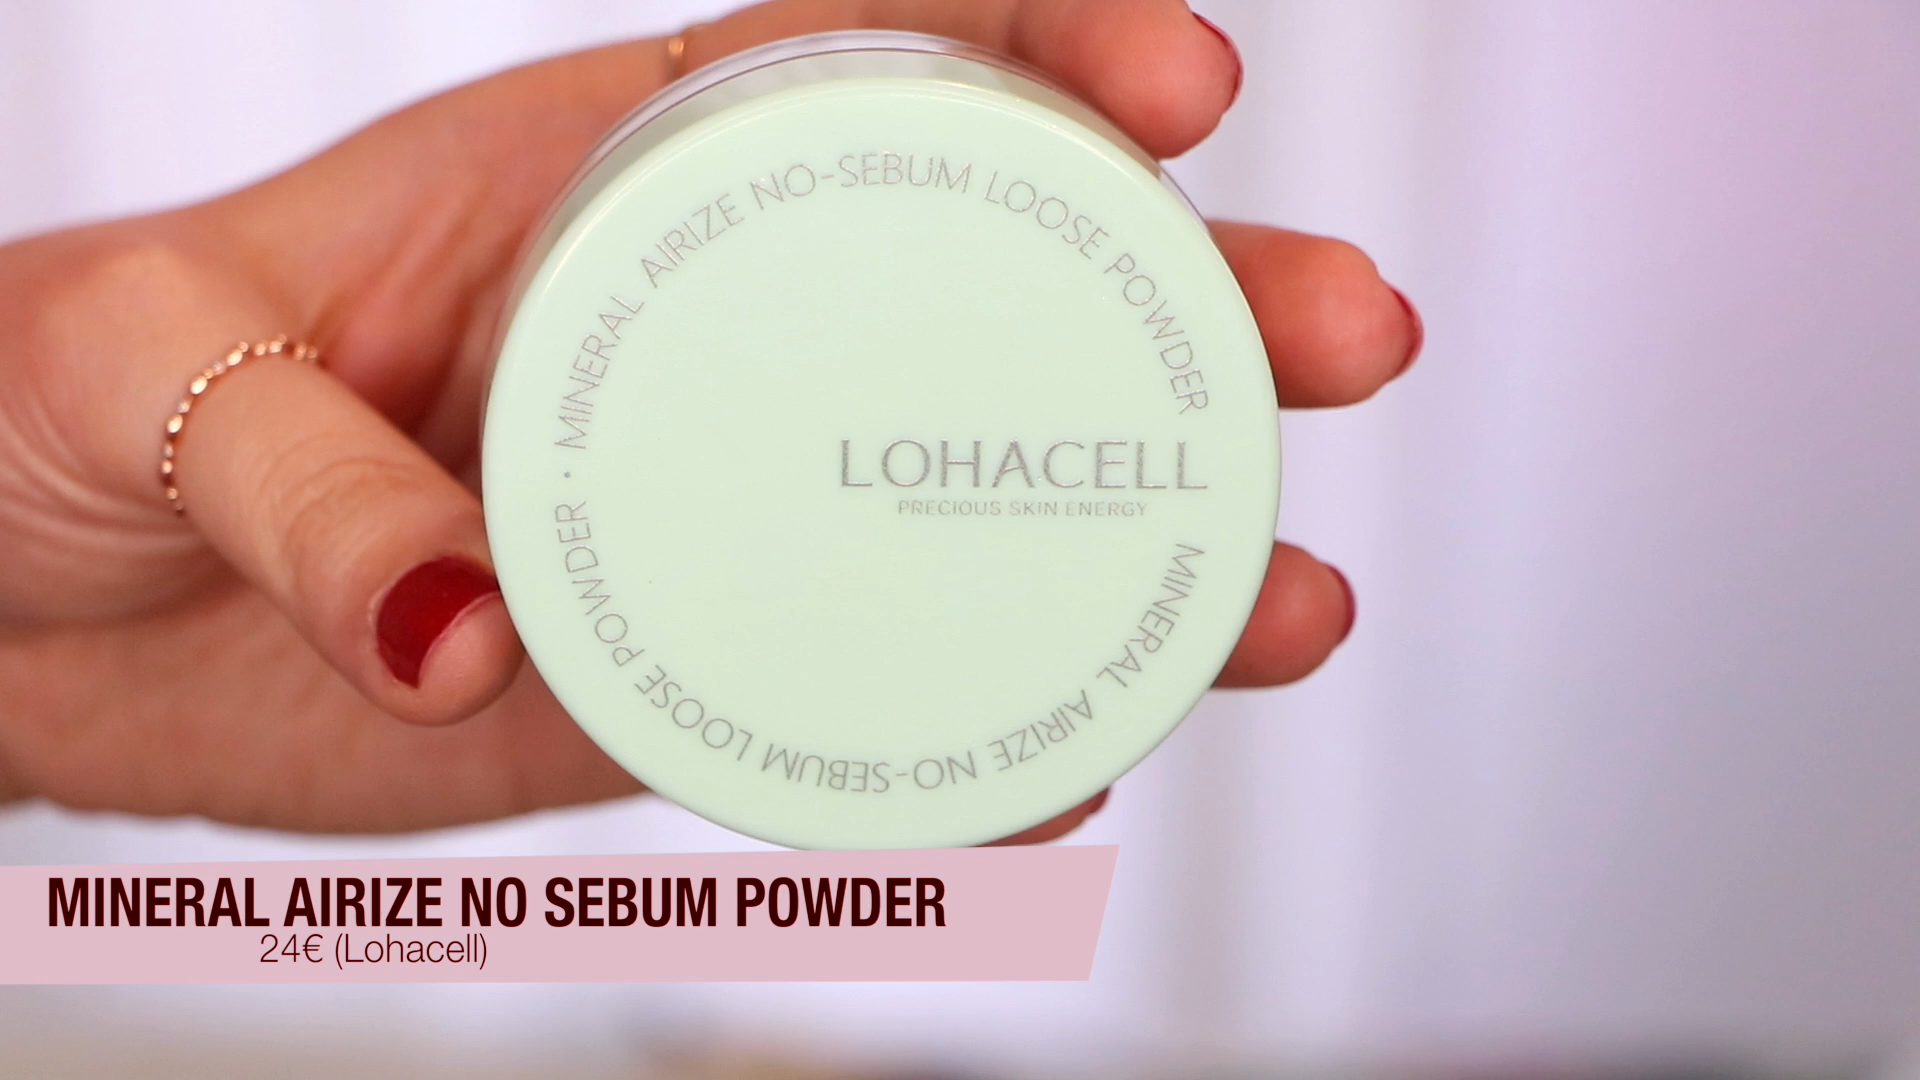 MINERAL AIRIZE NO-SEBUM LOOSE POWDER
LOHACELL
PRECIOUS SKIN ENERGY
MINERAL AIRIZE NO-SEBUM LOOSE POWDER ·
MINERAL AIRIZE NO SEBUM POWDER
24€ (Lohacell)